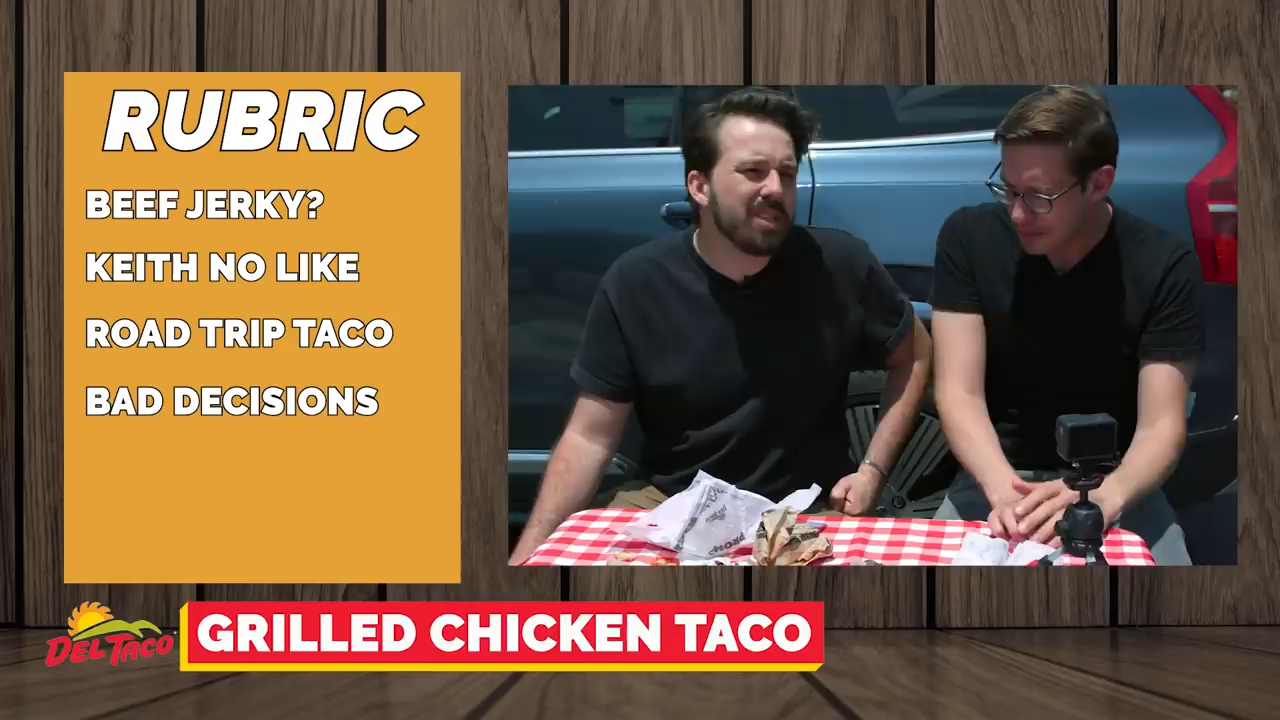 RUBRIC
BEEF JERKY?
KEITH NO LIKE
ROAD TRIP TACO
BAD DECISIONS
DEL TACO
GRILLED CHICKEN TACO